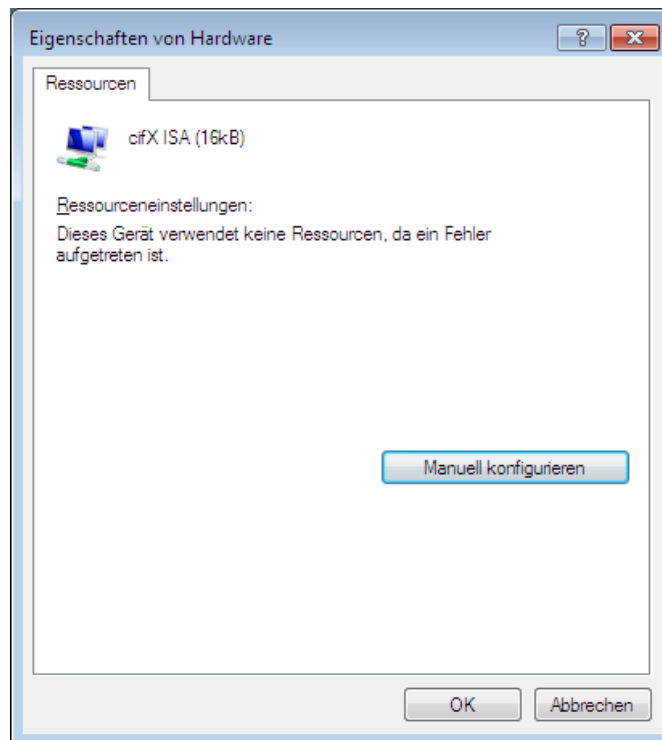 Eigenschaften von Hardware
Ressourcen
cifX ISA (16kB)
Ressourceneinstellungen:
Dieses Gerät verwendet keine Ressourcen, da ein Fehler
aufgetreten ist.
Manuell konfigurieren
OK
Abbrechen